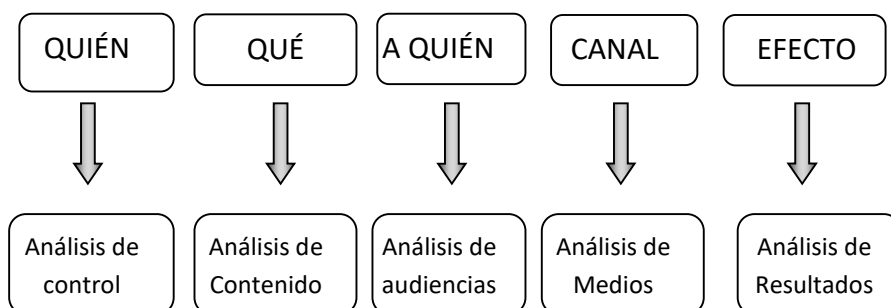 QUIÉN
QUÉ
A QUIÉN
CANAL
EFECTO
Análisis de
control
Análisis de
Contenido
Análisis de
audiencias
Análisis de
Medios
Análisis de
Resultados